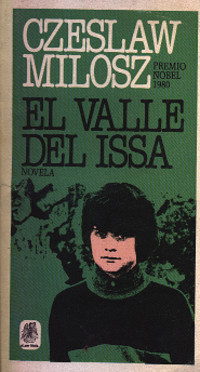 CZESLAW
MILOSZ
PREMIO
NOBEL
1980
EL VALLE
DEL ISSA
NOVELA